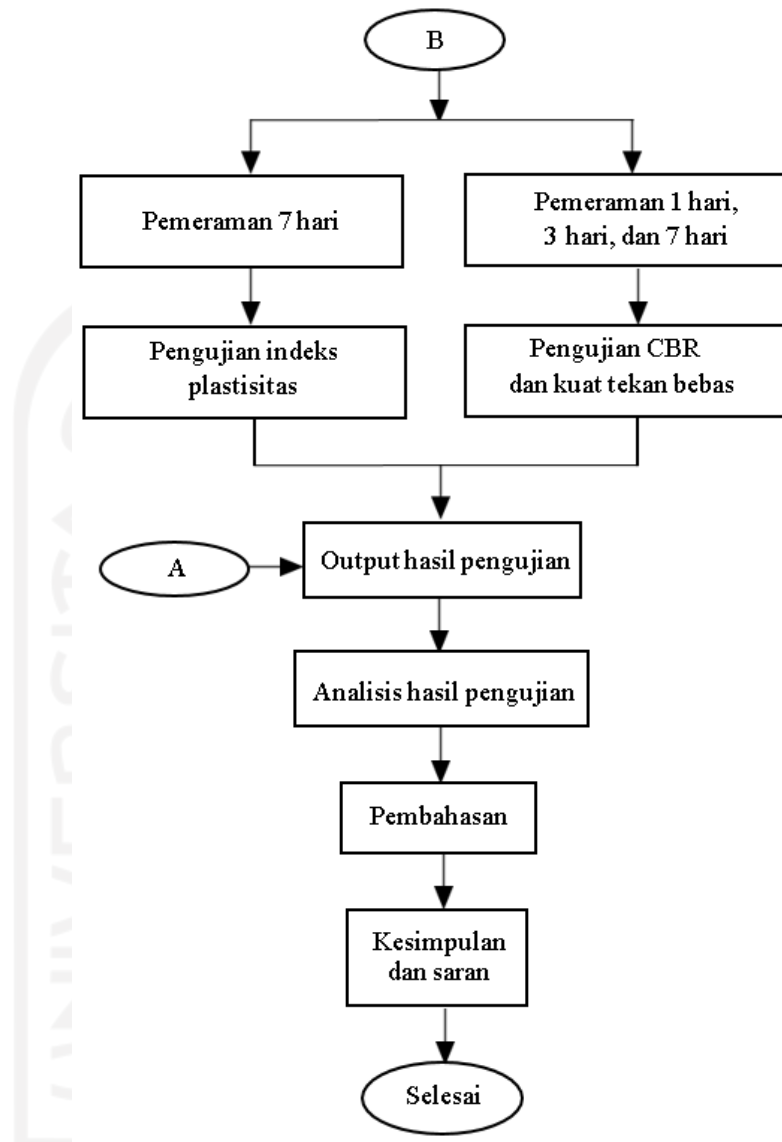 B
Pemeraman 7 hari
Pemeraman 1 hari,
3 hari, dan 7 hari
Pengujian indeks
plastisitas
Pengujian CBR
dan kuat tekan bebas
A
Output hasil pengujian
Analisis hasil pengujian
Pembahasan
Kesimpulan
dan saran
Selesai